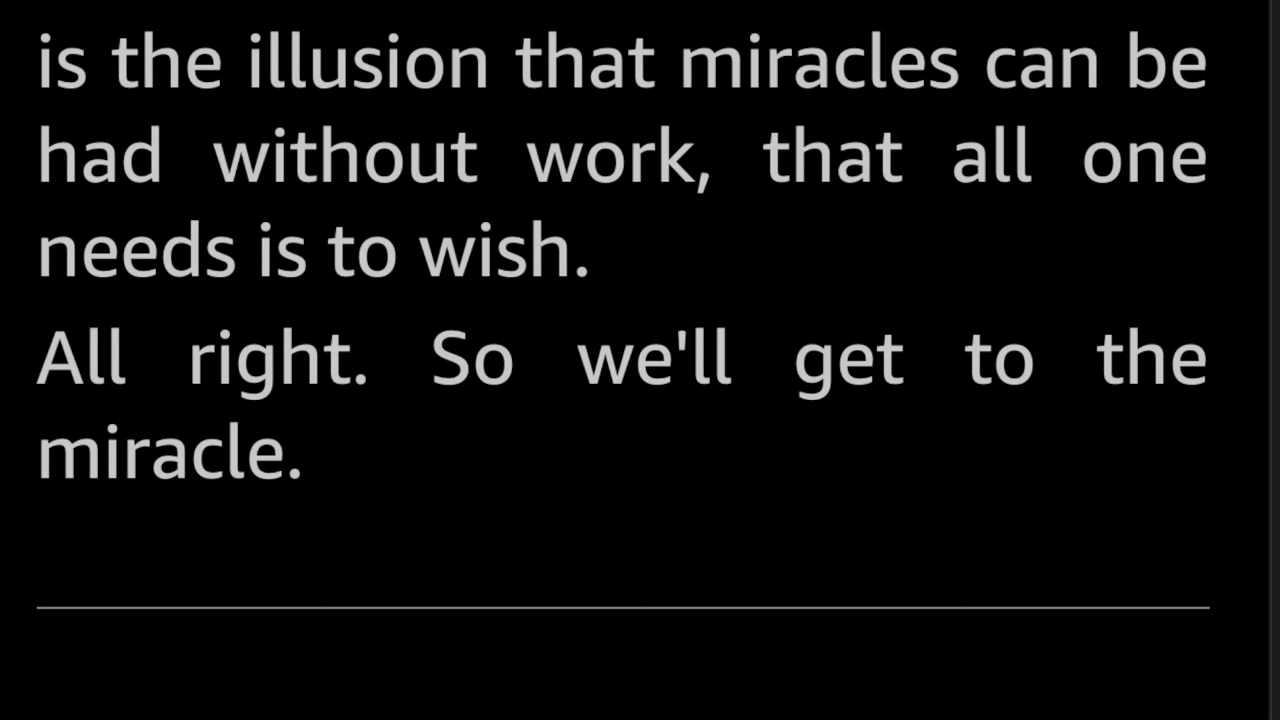 is the illusion that miracles can be
had without work, that all one
needs is to wish.
All right. So we'll get to the
miracle.